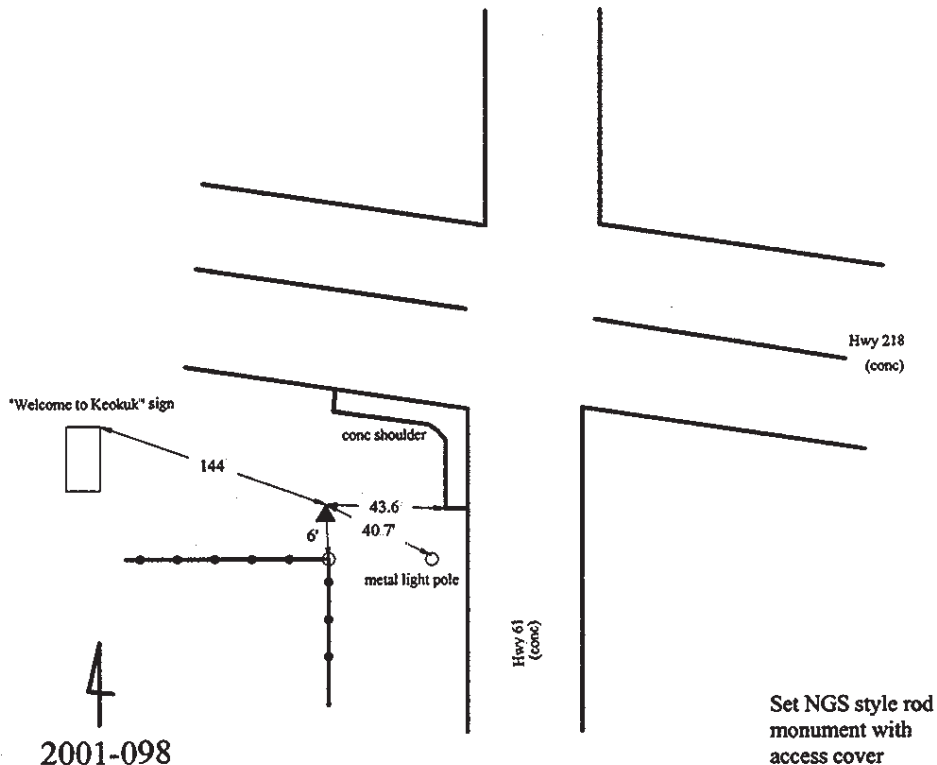 Hwy 218
(conc)
"Welcome to Keokuk" sign
conc shoulder
144
43.6
40.7'
6'
metal light pole
Hwy 61
(conc)
Set NGS style rod
monument with
access cover
2001-098